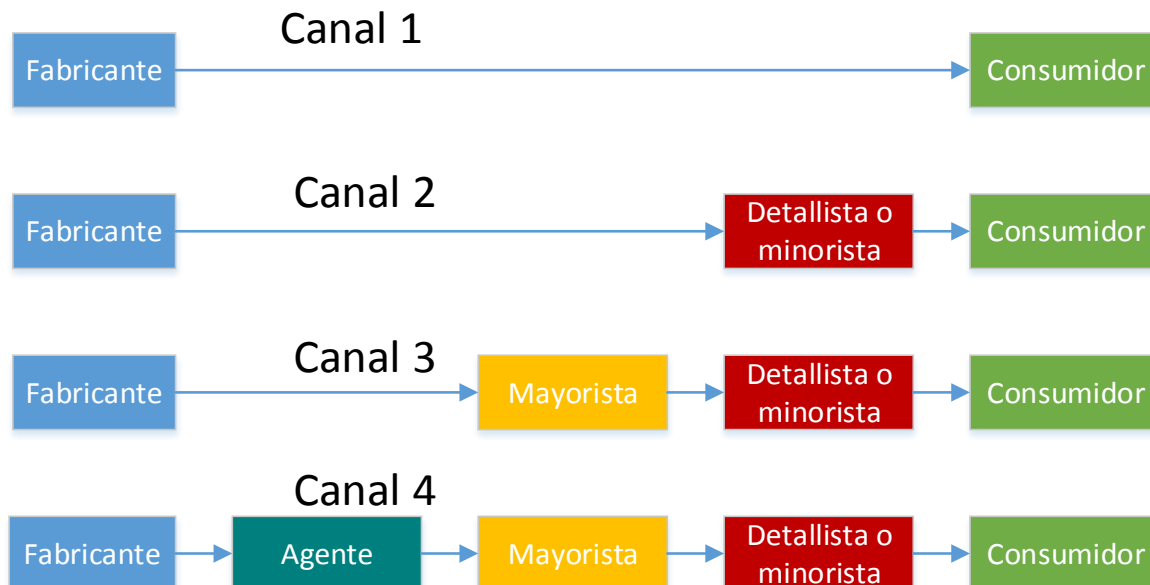 Canal 1
Fabricante
Consumidor
Canal 2
Fabricante
Detallista o
minorista
Consumidor
Canal 3
Fabricante
Mayorista
Detallista o
minorista
Consumidor
Canal 4
Fabricante
Agente
Mayorista
Detallista o
minorista
Consumidor